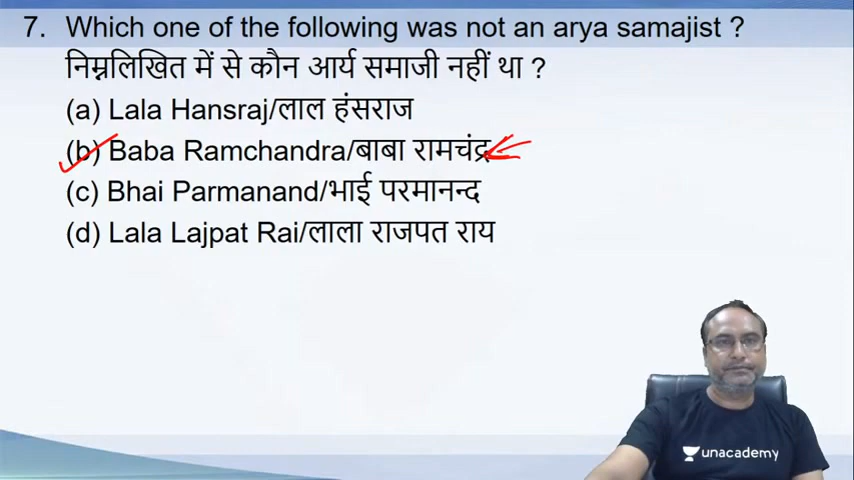 7. Which one of the following was not an arya samajist ?
निम्नलिखित में से कौन आर्य समाजी नहीं था ?
(a) Lala Hansraj/लाल हंसराज
(b) Baba Ramchandra/बाबा रामचंद्र
(c) Bhai Parmanand/भाई परमानन्द
(d) Lala Lajpat Rai/लाला राजपत राय
unacademy